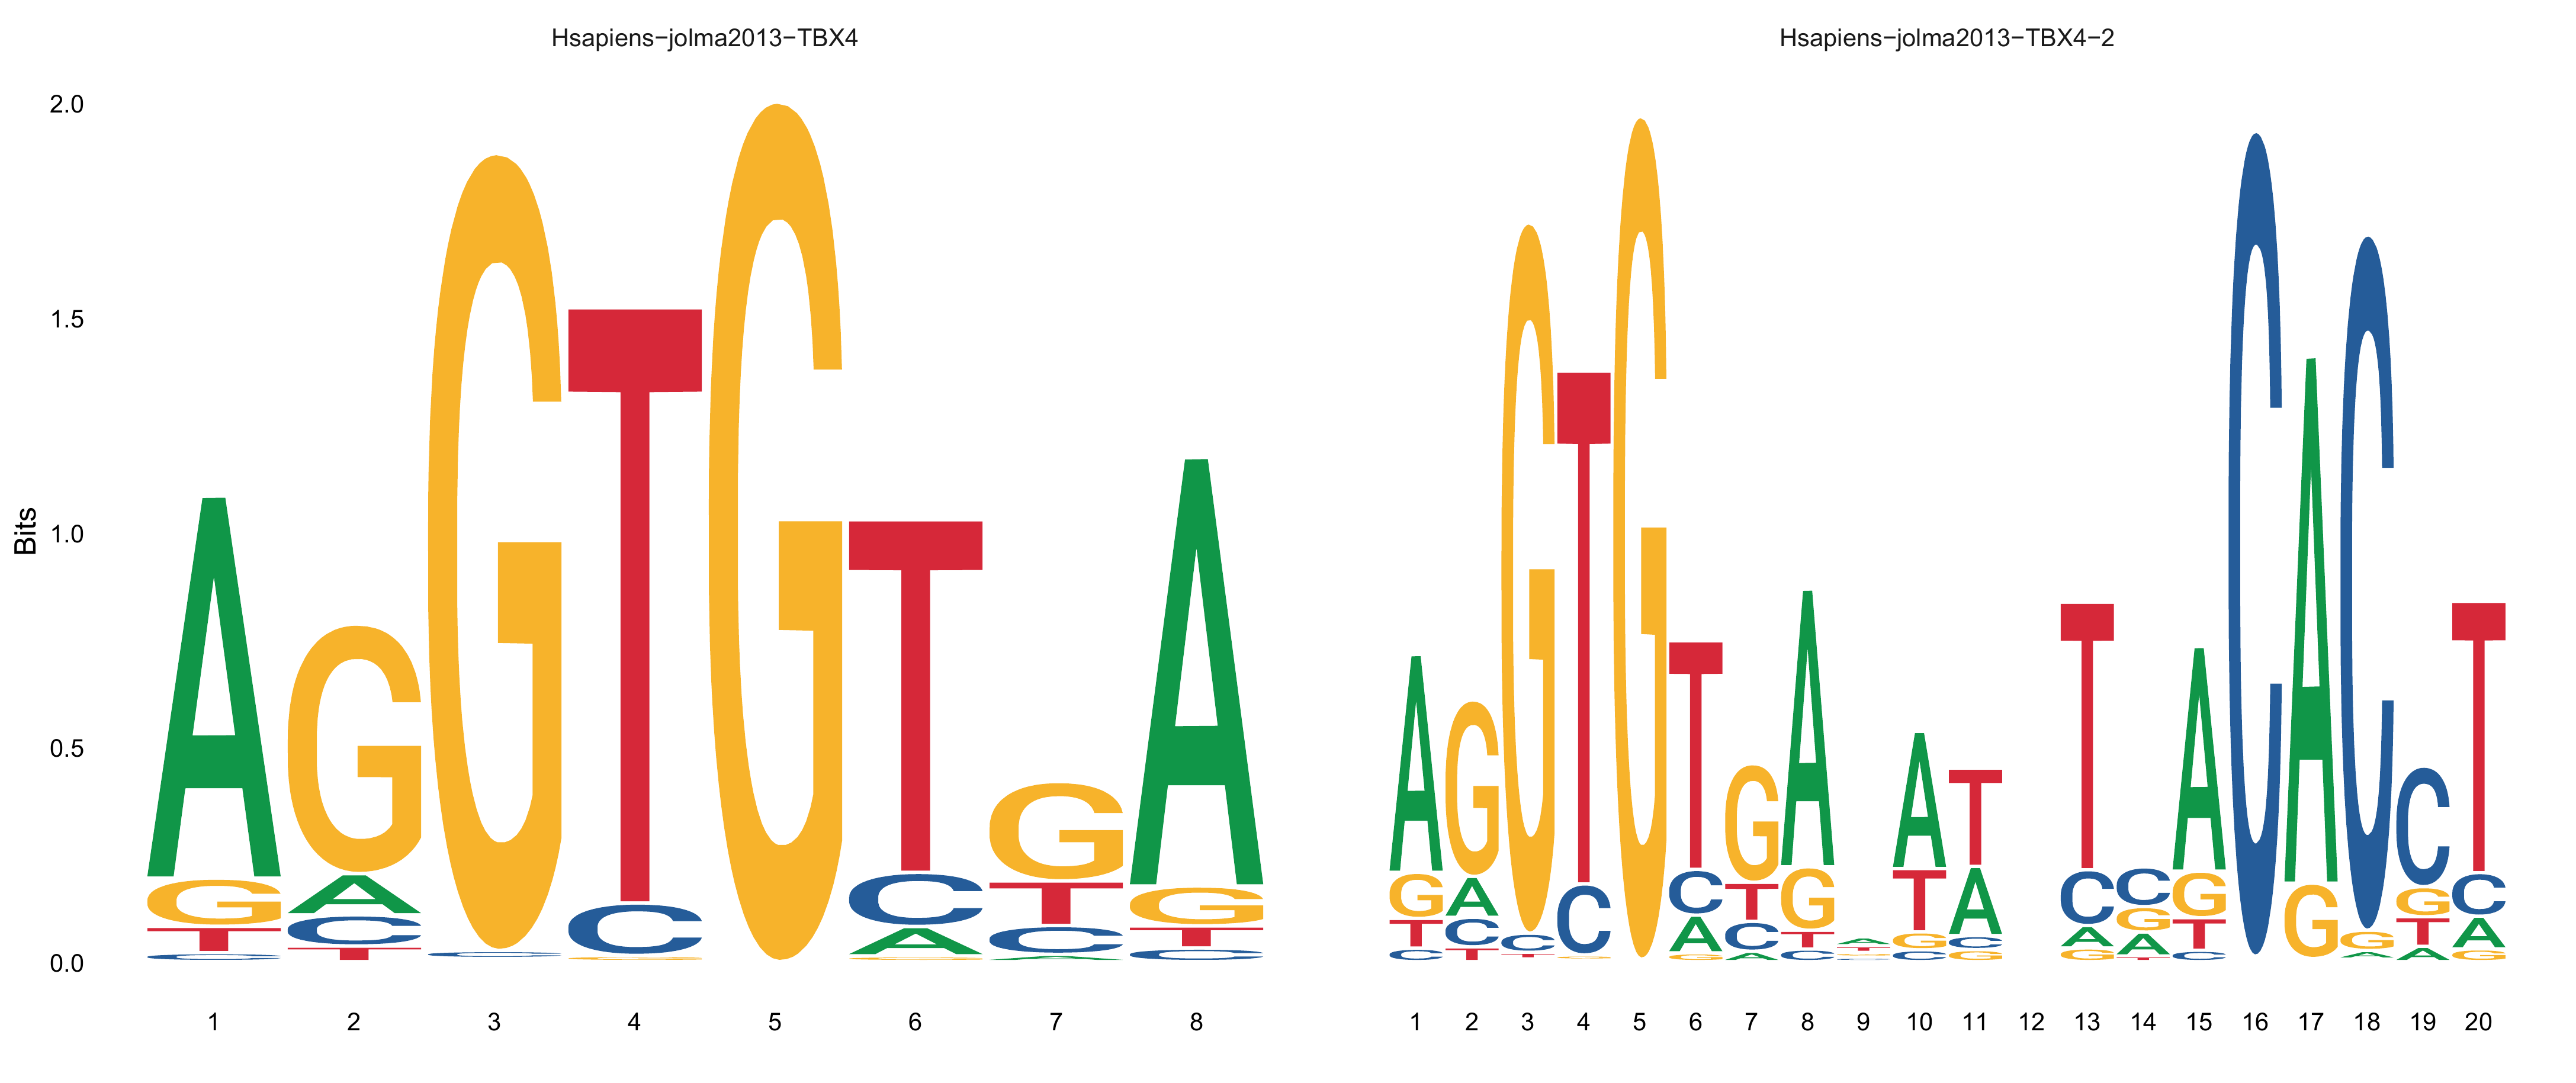 Hsapiens−jolma2013−TBX4
Hsapiens−jolma2013−TBX4−2
Bits
2.0
1.5
1.0
0.5
0.0
A G G T G T G A
G A C C C T G
T C A C T
C T C
1 2 3 4 5 6 7 8
A G G T G T G A A A T T C A C A C C T
G A C C C T G T T A C G G G G G C
T C T A C T G C A A T A T A
C T G A C C G G T C A G
1 2 3 4 5 6 7 8 9 10 11 12 13 14 15 16 17 18 19 20